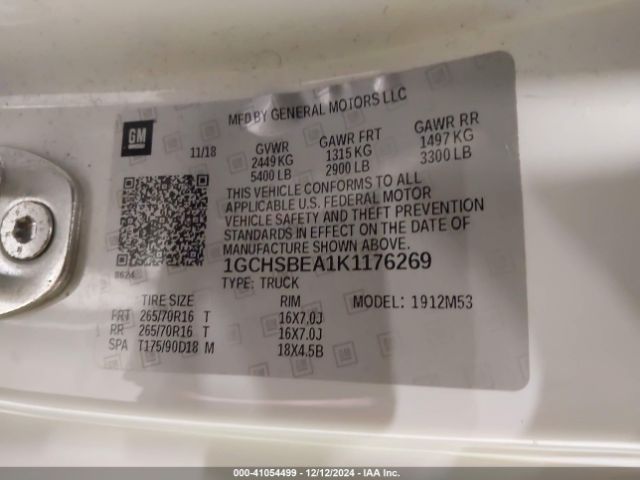 MFD BY GENERAL MOTORS LLC
GM
11/18 GVWR GAWR FRT GAWR RR
2449 KG 1315 KG 1497 KG
5400 LB 2900 LB 3300 LB
THIS VEHICLE CONFORMS TO ALL
APPLICABLE U.S. FEDERAL MOTOR
VEHICLE SAFETY AND THEFT PREVENTION
STANDARDS IN EFFECT ON THE DATE OF
MANUFACTURE SHOWN ABOVE.
8624
1GCHSBEA1K1176269
TYPE: TRUCK
TIRE SIZE RIM MODEL: 1912M53
FRT 265/70R16 T 16X7.0J
RR 265/70R16 T 16X7.0J
SPA T175/90D18 M 18X4.5B
000-41054499 - 12/12/2024 - IAA Inc.